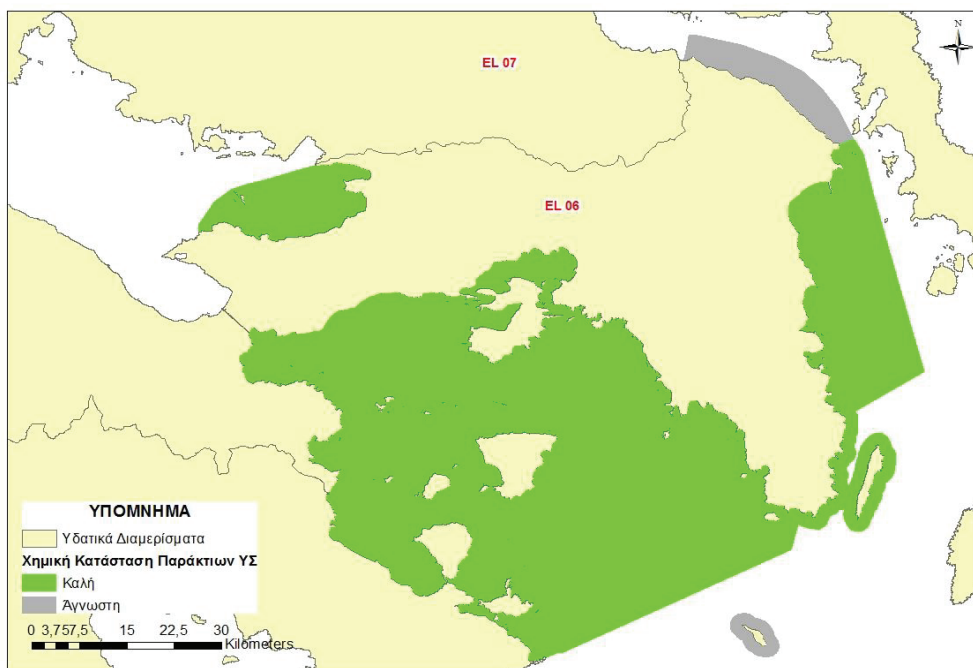 N
EL 07
EL 06
ΥΠΟΜΝΗΜΑ
Υδατικά Διαμερίσματα
Χημική Κατάσταση Παράκτιων ΥΣ
Καλή
Άγνωστη
0 3,757,5 15 22,5 30
Kilometers